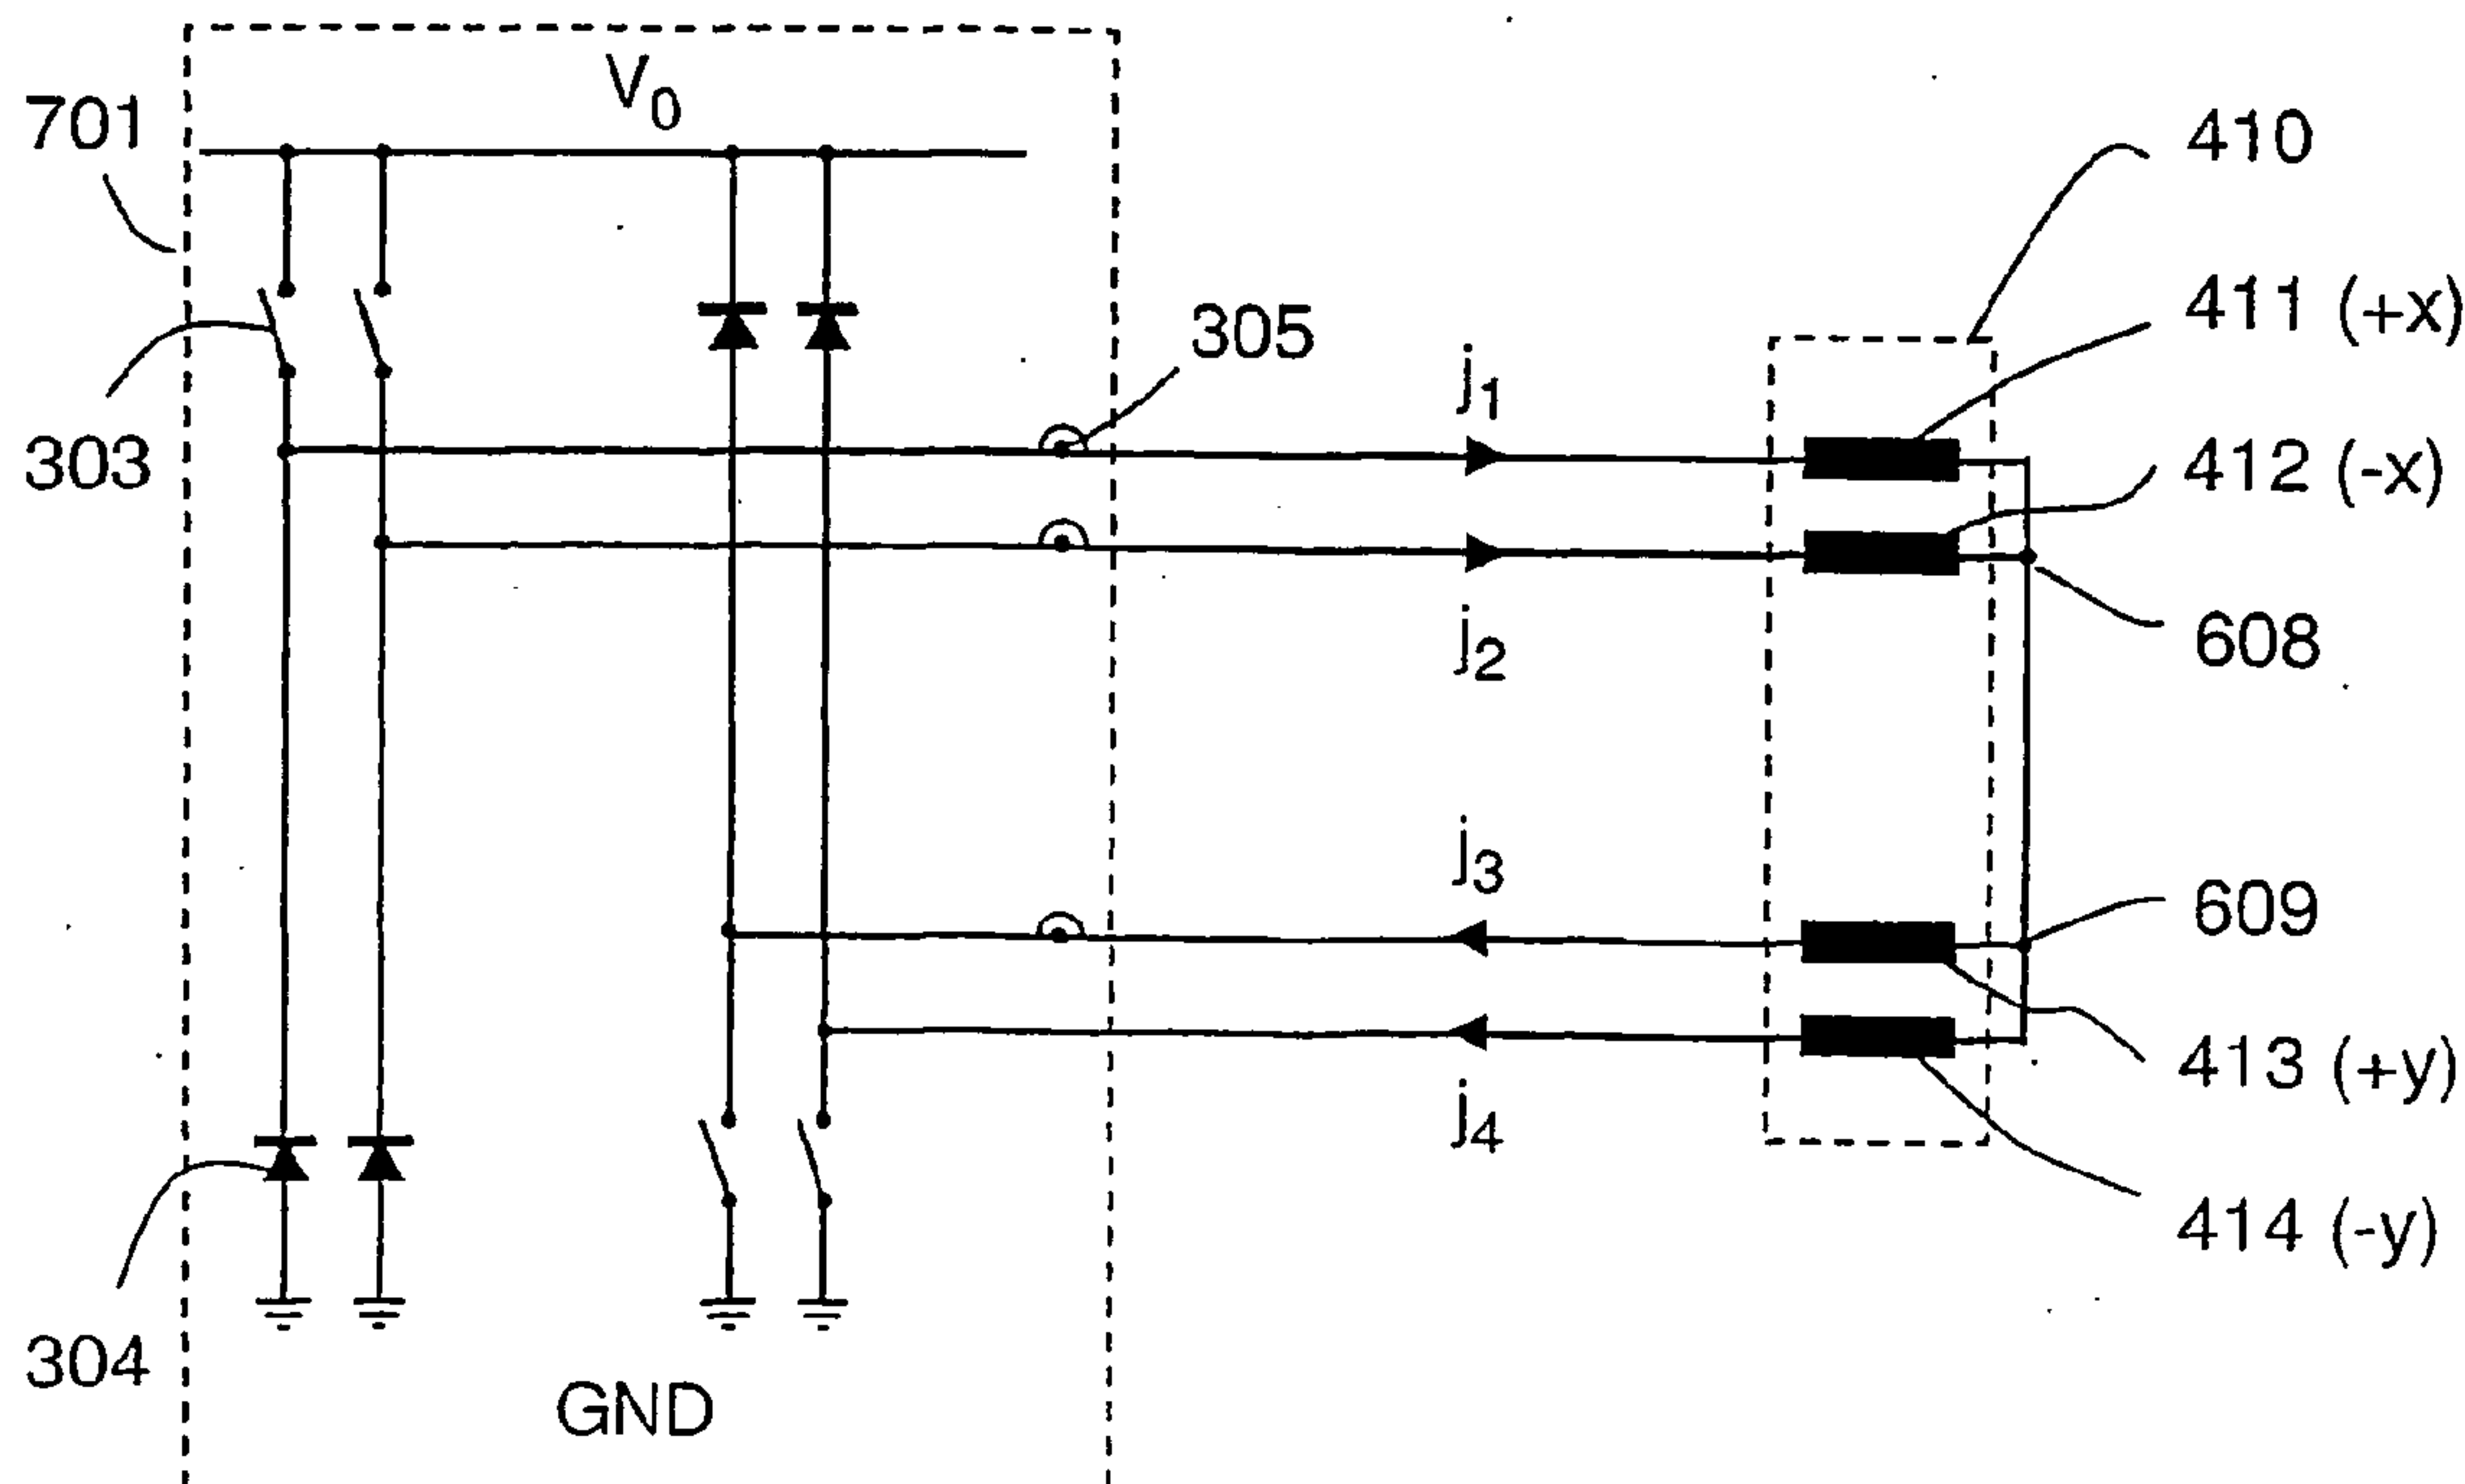 V0
701
410
411 (+x)
305
j1
412 (-x)
303
608
j2
j3
609
413 (+y)
j4
414 (-y)
304
GND